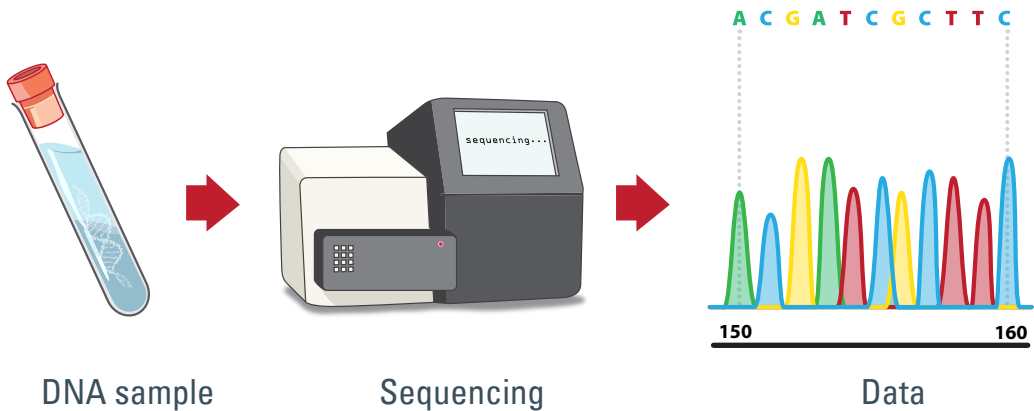 A C G A T C G C T T C
sequencing...
150 160
DNA sample Sequencing Data